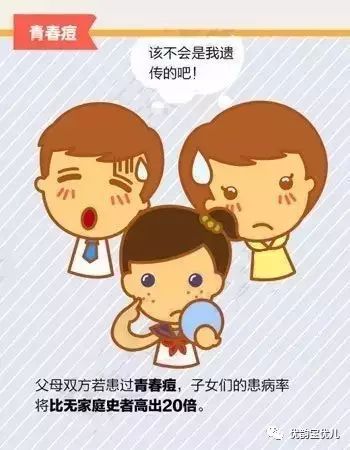 青春痘
该不会是我遗
传的吧！
父母双方若患过青春痘，子女们的患病率
将比无家庭史者高出20倍。
优韵宝优儿